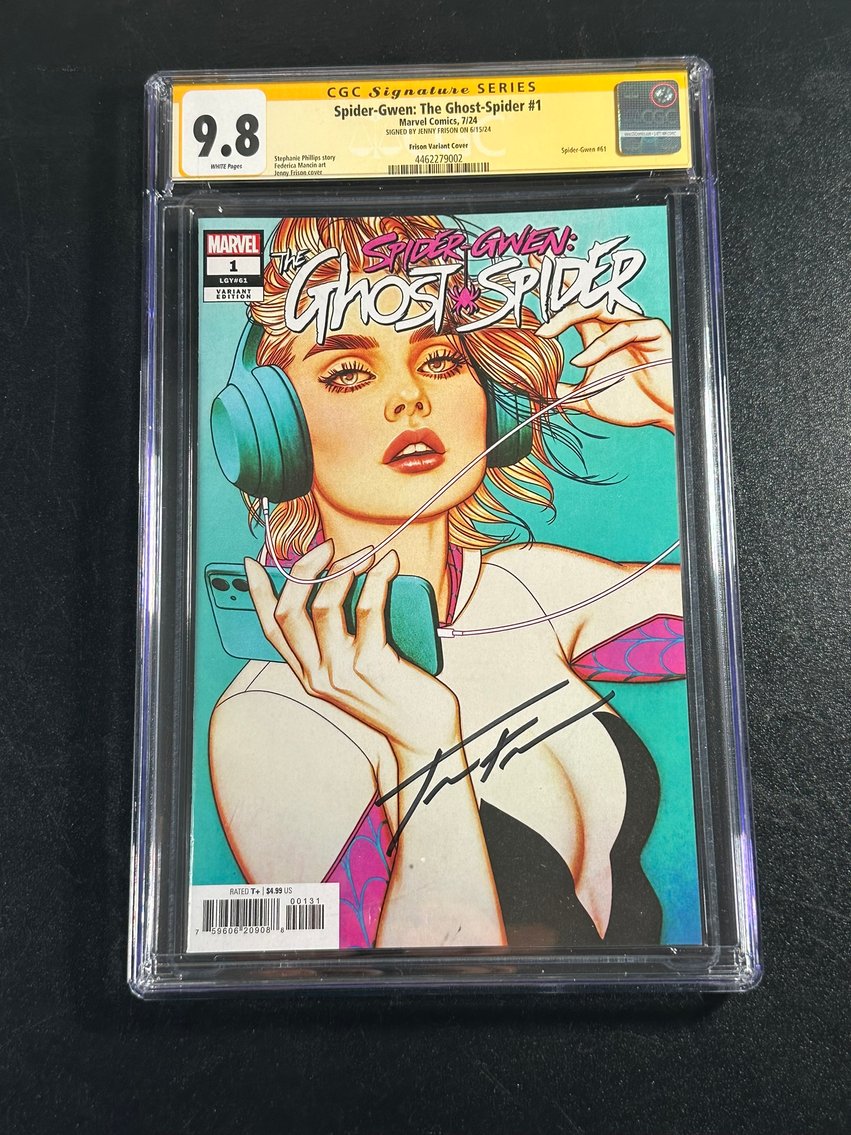 CGC Signature SERIES
9.8
WHITE Pages
Spider-Gwen: The Ghost-Spider #1
Marvel Comics, 7/24
SIGNED BY JENNY FRISON ON 6/15/24
Frison Variant Cover
4462279002
Stephanie Phillips story
Federica Mancin art
Jenny Frison cover
Spider-Gwen #61
CGC
MARVEL
1
LGY#61
VARIANT
EDITION
SPIDER-GWEN:
THE GHOST SPIDER
RATED T+ $4.99 US
00131
7 59606 20908 8